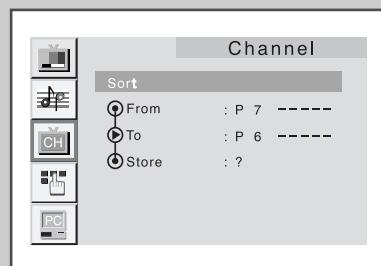 Channel
Sort
From : P 7 -----
To : P 6 -----
Store : ?
CH
PC